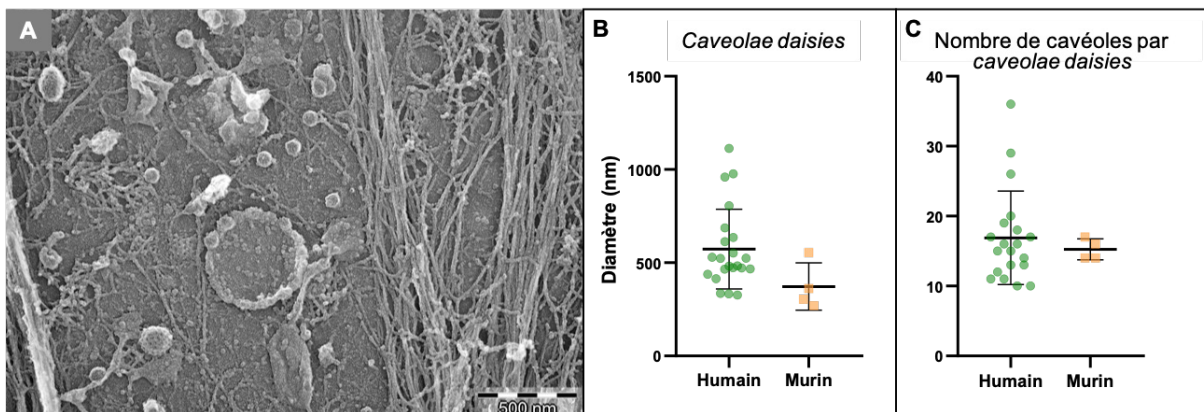 A
500 nm
B
Caveolae daisies
1500
1000
500
0
Diamètre (nm)
Humain Murin
C
Nombre de cavéoles par
caveolae daisies
40
30
20
10
0
Humain Murin